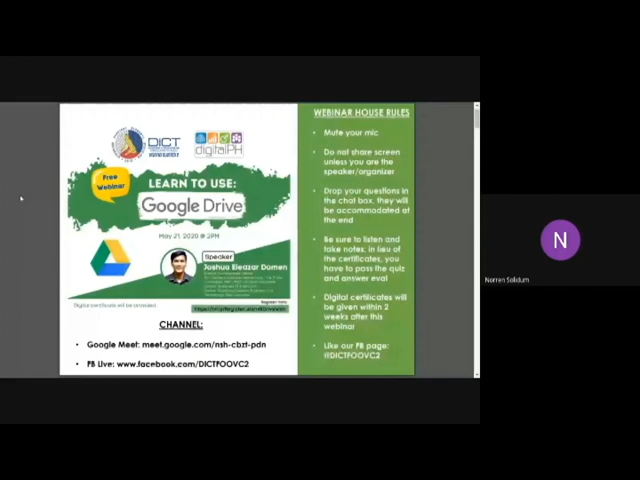 DICT
digitalPH
Free
Webinar
LEARN TO USE:
Google Drive
May 21, 2020 @ 2PM
Speaker
Joshua Eleazar Damen
Digital certificate will be provided.
CHANNEL:
• Google Meet: meet.google.com/nsh-cbzt-pdn
• FB Live: www.facebook.com/DICTFOOVC2
WEBINAR HOUSE RULES
• Mute your mic
• Do not share screen
unless you are the
speaker/organizer
• Drop your questions in
the chat box, they will
be accommodated at
the end
• Be sure to listen and
take notes; in lieu of
the certificates, you
have to pass the quiz
and answer eval
• Digital certificates will
be given within 2
weeks after this
webinar
• Like our FB page:
@DICTFOOVC2
N
Norren Solidum